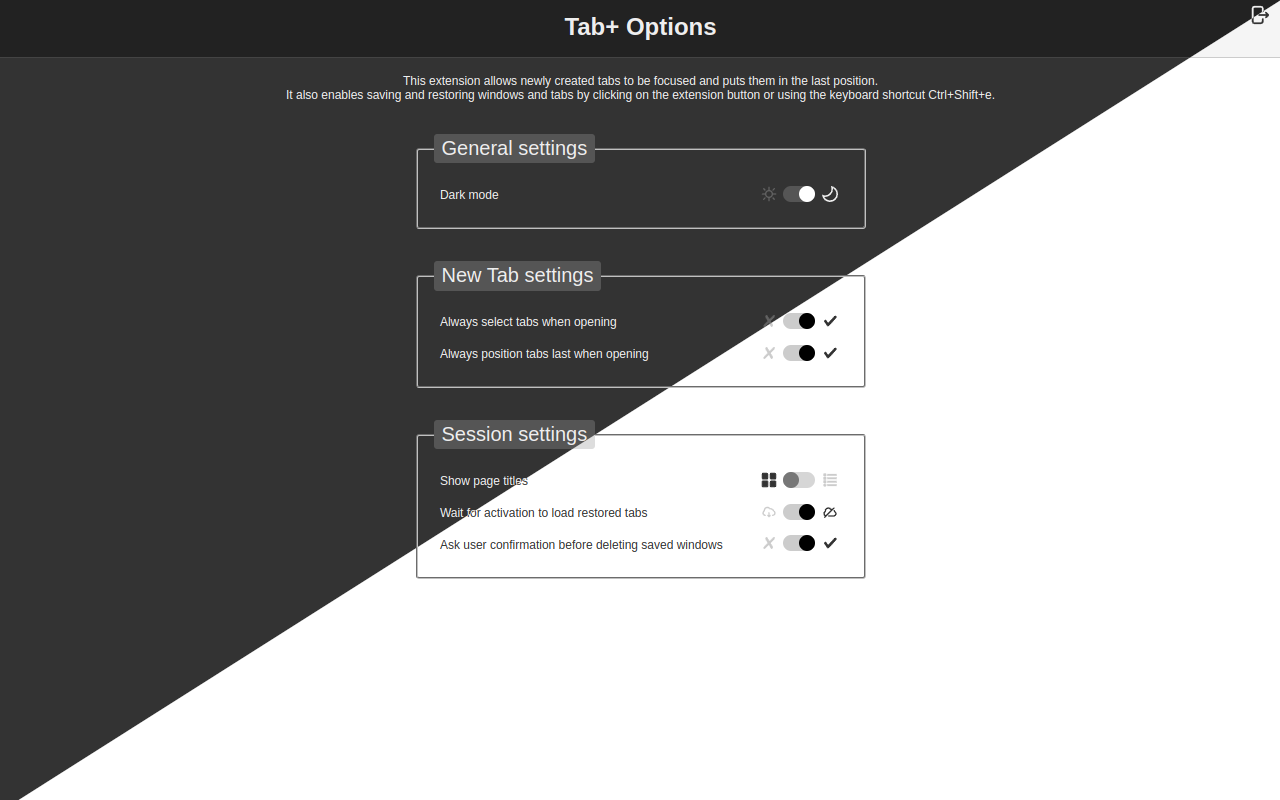 Tab+ Options
This extension allows newly created tabs to be focused and puts them in the last position.
It also enables saving and restoring windows and tabs by clicking on the extension button or using the keyboard shortcut Ctrl+Shift+e.
General settings
Dark mode
New Tab settings
Always select tabs when opening
Always position tabs last when opening
Session settings
Show page titles
Wait for activation to load restored tabs
Ask user confirmation before deleting saved windows